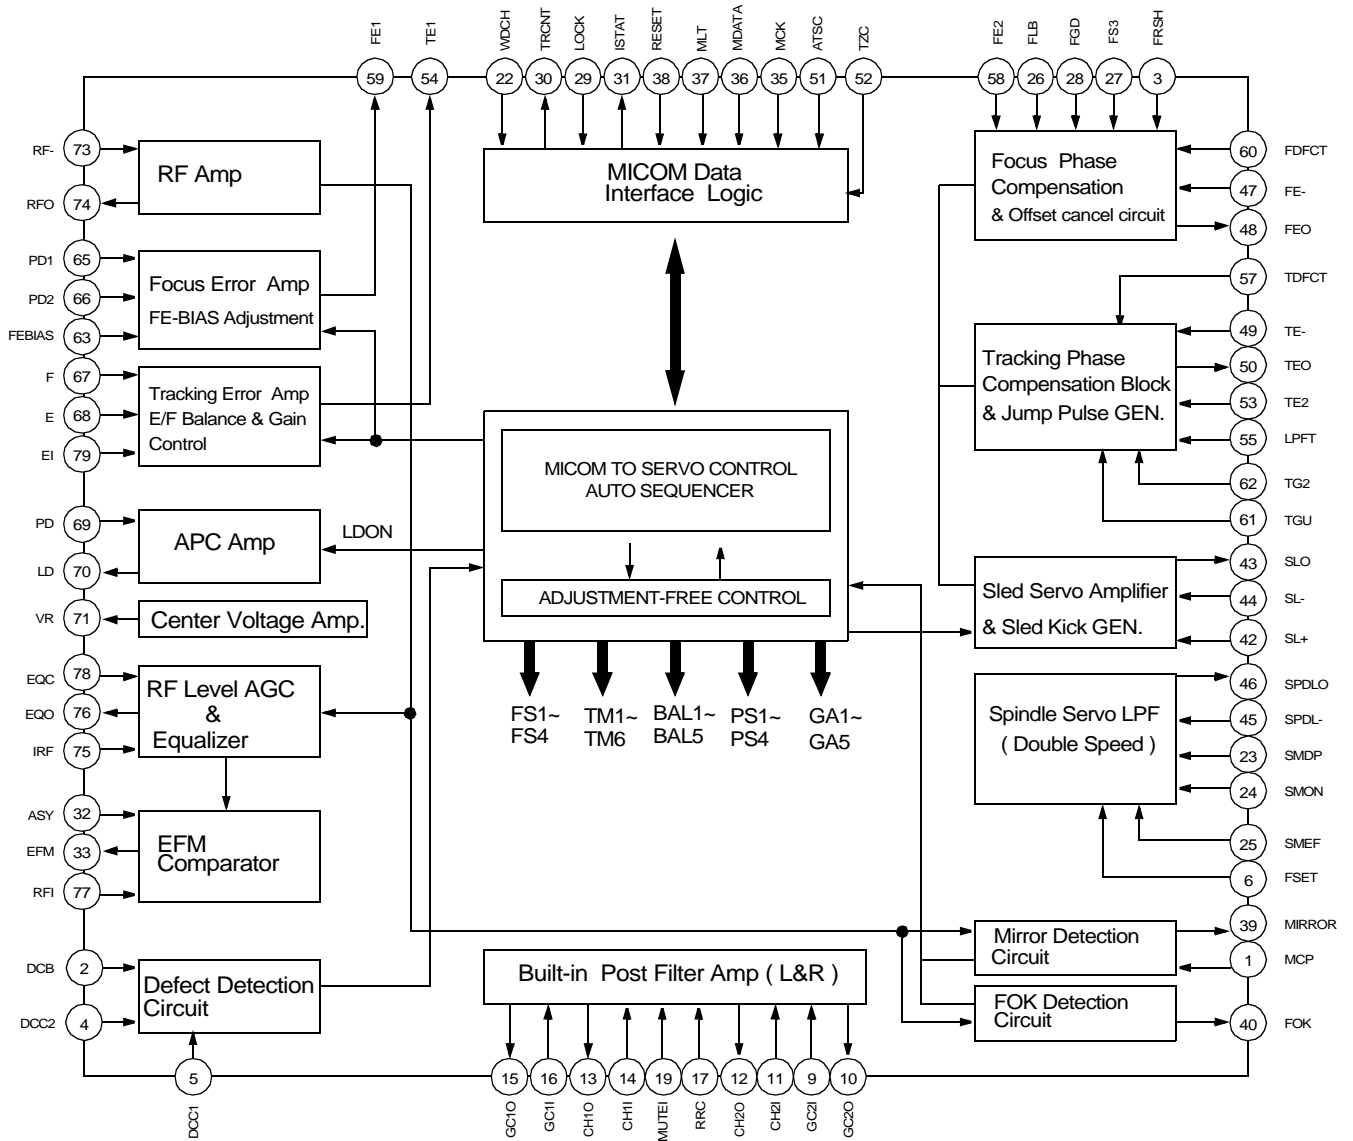 FE1
TE1
WDCH
TRCNT
LOCK
ISTAT
RESET
MLT
MDATA
MCK
ATSC
TZC
FE2
FLB
FGD
FS3
FRSH
59
54
22
30
29
31
38
37
36
35
51
52
58
26
28
27
3
RF-
73
RFO
74
RF Amp
PD1
65
PD2
66
FEBIAS
63
Focus Error Amp
FE-BIAS Adjustment
F
67
E
68
EI
79
Tracking Error Amp
E/F Balance & Gain
Control
PD
69
LD
70
APC Amp
LDON
VR
71
Center Voltage Amp.
EQC
78
EQO
76
IRF
75
RF Level AGC
&
Equalizer
ASY
32
EFM
33
RFI
77
EFM
Comparator
DCB
2
DCC2
4
Defect Detection
Circuit
5
DCC1
MICOM Data
Interface Logic
MICOM TO SERVO CONTROL
AUTO SEQUENCER
ADJUSTMENT-FREE CONTROL
FS1~
FS4
TM1~
TM6
BAL1~
BAL5
PS1~
PS4
GA1~
GA5
Built-in Post Filter Amp ( L&R )
15
16
13
14
19
17
12
11
9
10
GC1O
GC1I
CH1O
CH1I
MUTEI
RRC
CH2O
CH2I
GC2I
GC2O
Focus Phase
Compensation
& Offset cancel circuit
60
FDFCT
47
FE-
48
FEO
57
TDFCT
Tracking Phase
Compensation Block
& Jump Pulse GEN.
49
TE-
50
TEO
53
TE2
55
LPFT
62
TG2
61
TGU
Sled Servo Amplifier
& Sled Kick GEN.
43
SLO
44
SL-
42
SL+
Spindle Servo LPF
( Double Speed )
46
SPDLO
45
SPDL-
23
SMDP
24
SMON
25
SMEF
6
FSET
Mirror Detection
Circuit
39
MIRROR
1
MCP
FOK Detection
Circuit
40
FOK